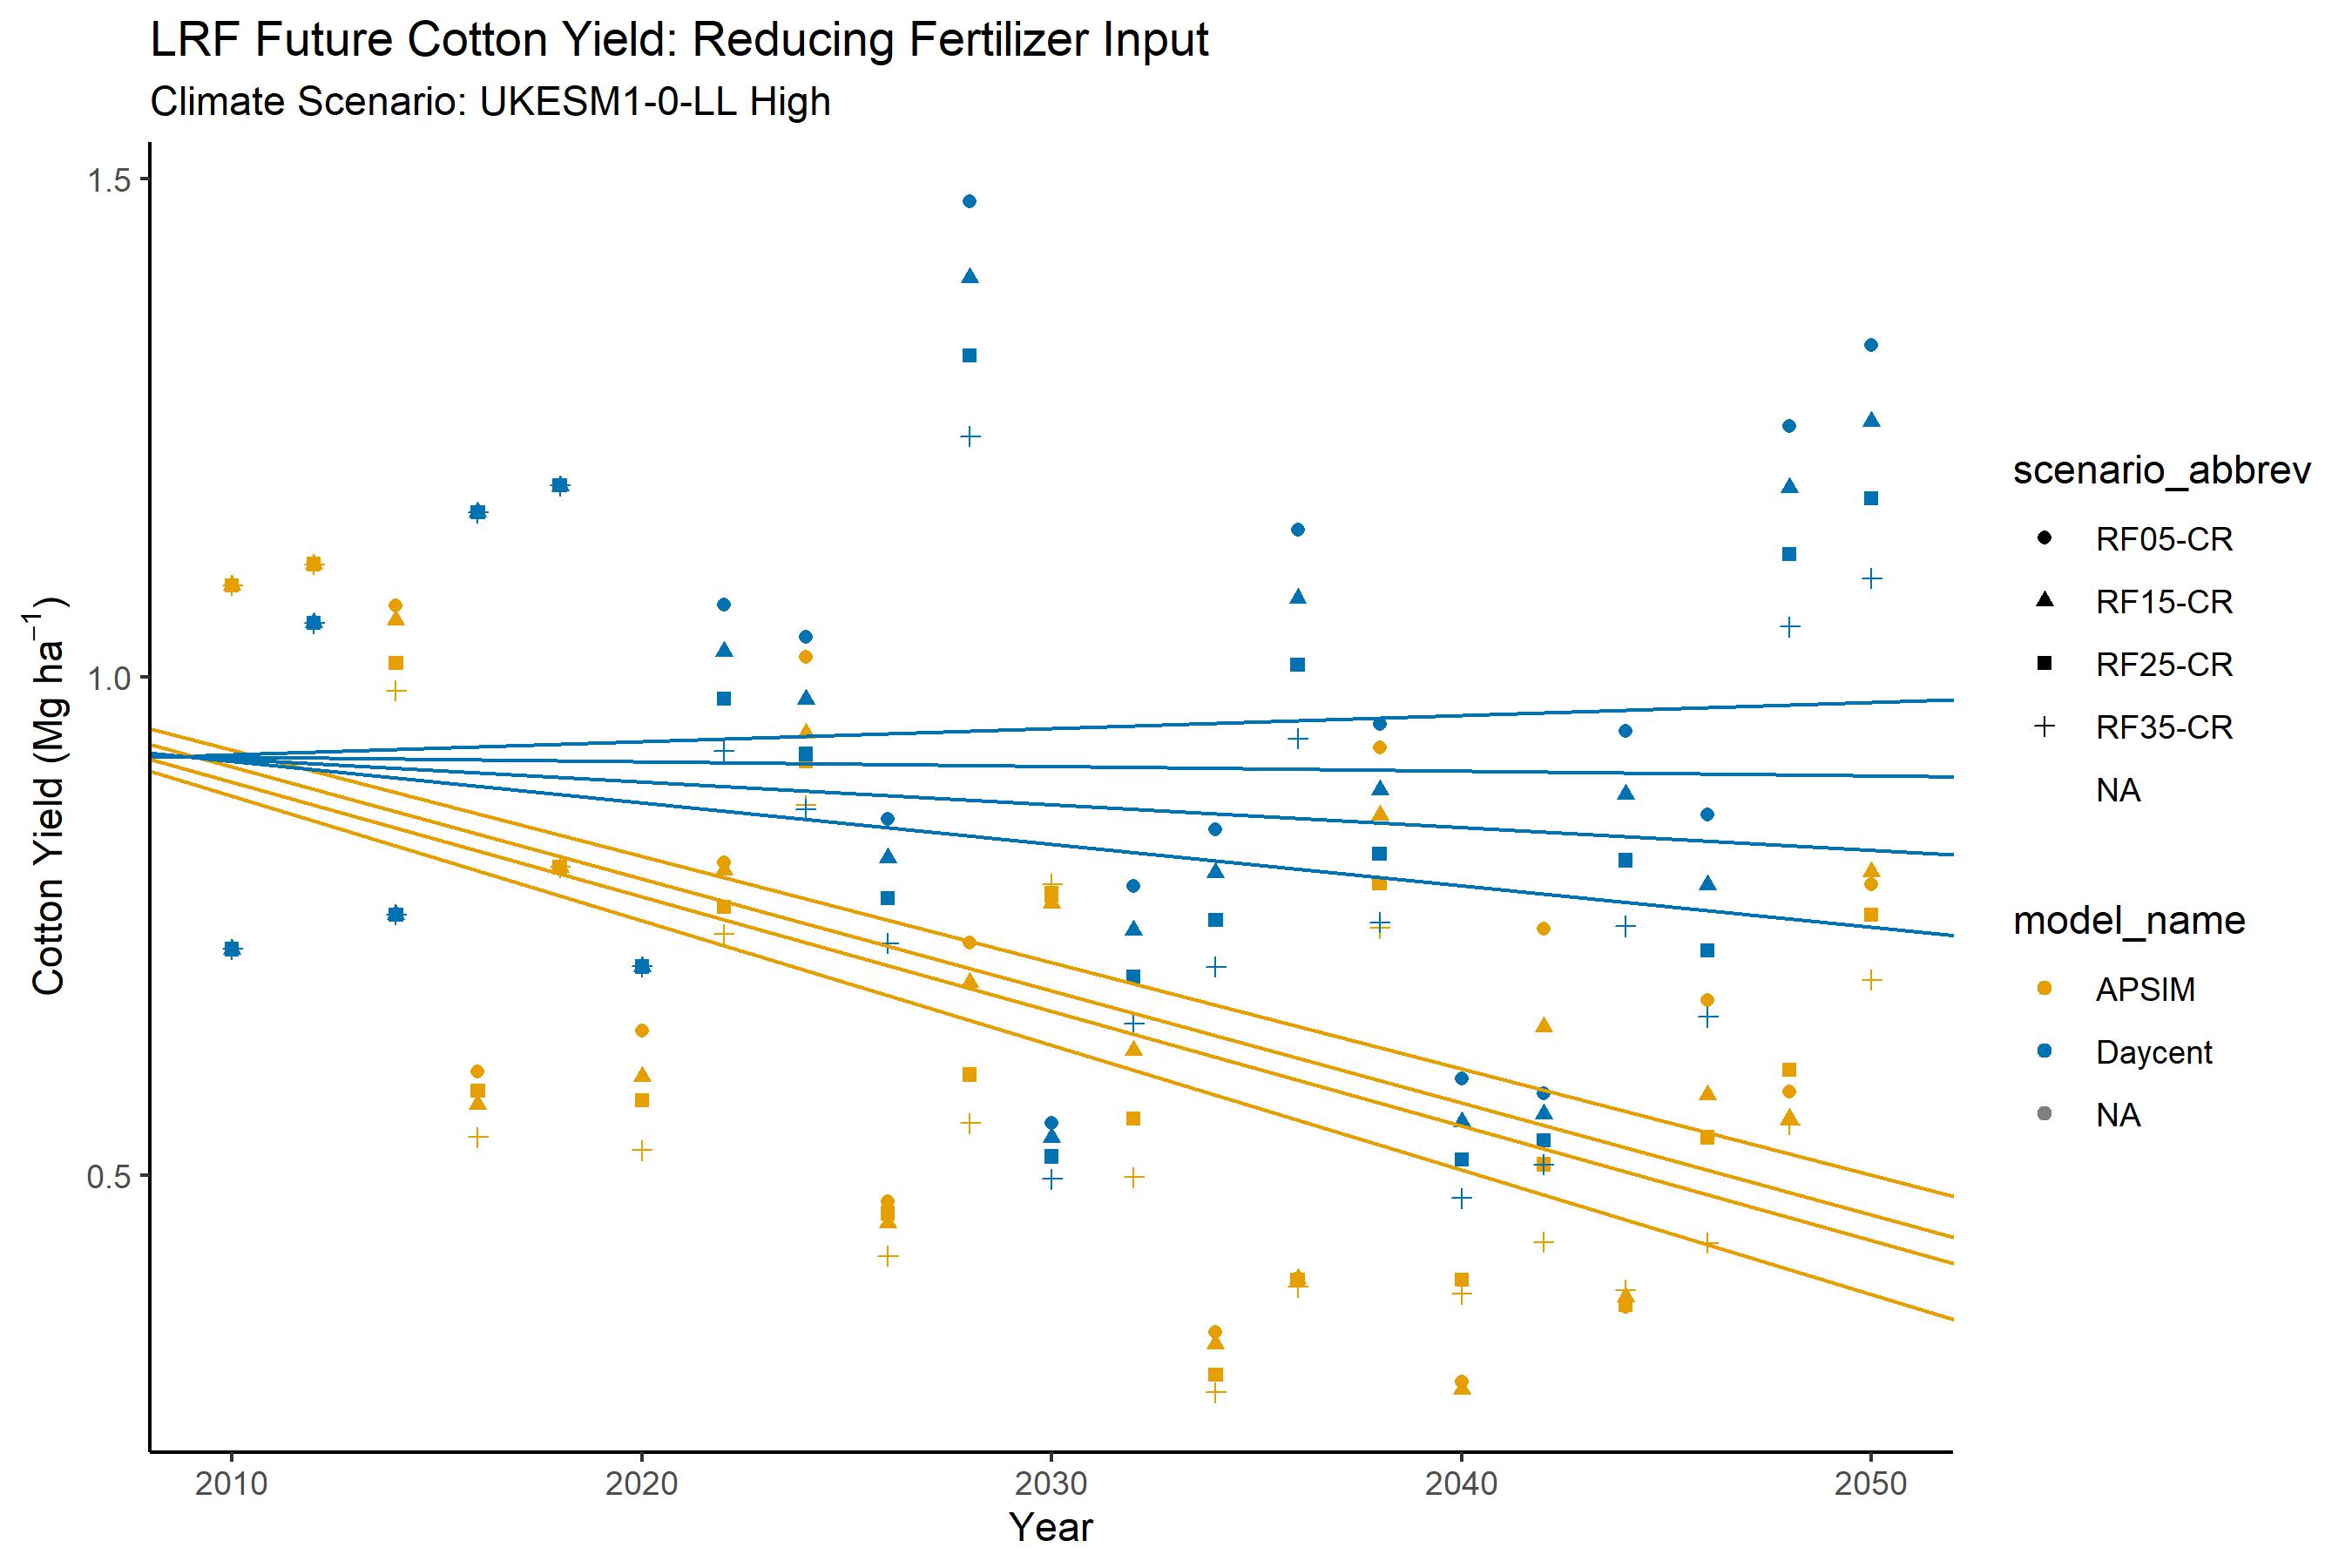 LRF Future Cotton Yield: Reducing Fertilizer Input
Climate Scenario: UKESM1-0-LL High
Cotton Yield (Mg ha⁻¹)
1.5
1.0
0.5
2010
2020
2030
2040
2050
Year
scenario_abbrev
RF05-CR
RF15-CR
RF25-CR
RF35-CR
NA
model_name
APSIM
Daycent
NA